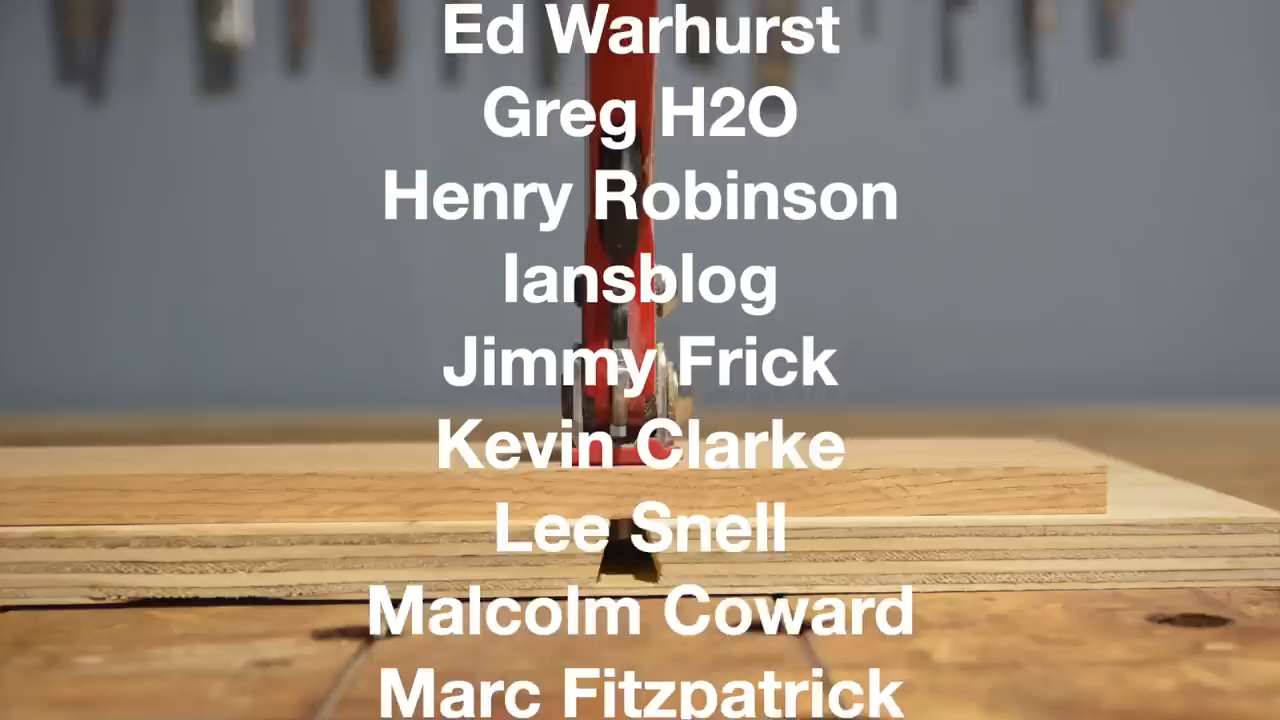 Ed Warhurst
Greg H2O
Henry Robinson
Iansblog
Jimmy Frick
Kevin Clarke
Lee Snell
Malcolm Coward
Marc Fitzpatrick